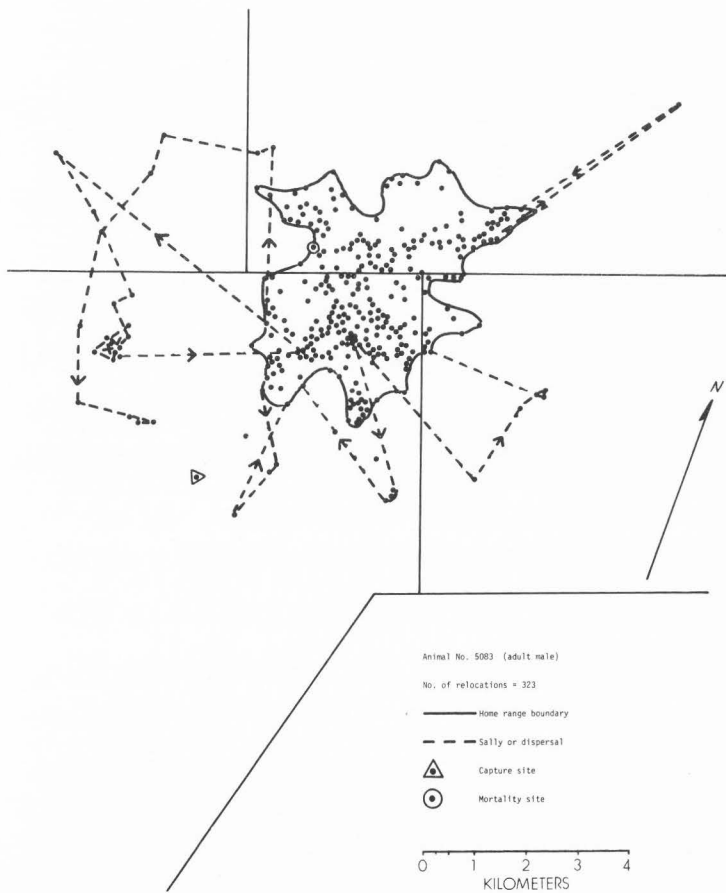 N
Animal No. 5083 (adult male)
No. of relocations = 323
Home range boundary
Sally or dispersal
Capture site
Mortality site
0 1 2 3 4
KILOMETERS